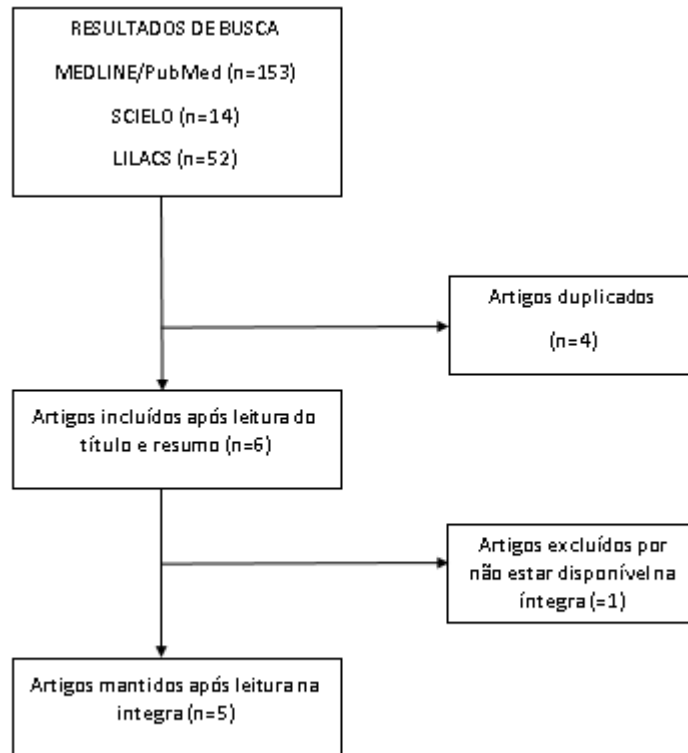 RESULTADOS DE BUSCA
MEDLINE/PubMed (n=153)
SCIELO (n=14)
LILACS (n=52)
Artigos duplicados
(n=4)
Artigos incluídos após leitura do
título e resumo (n=6)
Artigos excluídos por
não estar disponível na
íntegra (=1)
Artigos mantidos após leitura na
integra (n=5)